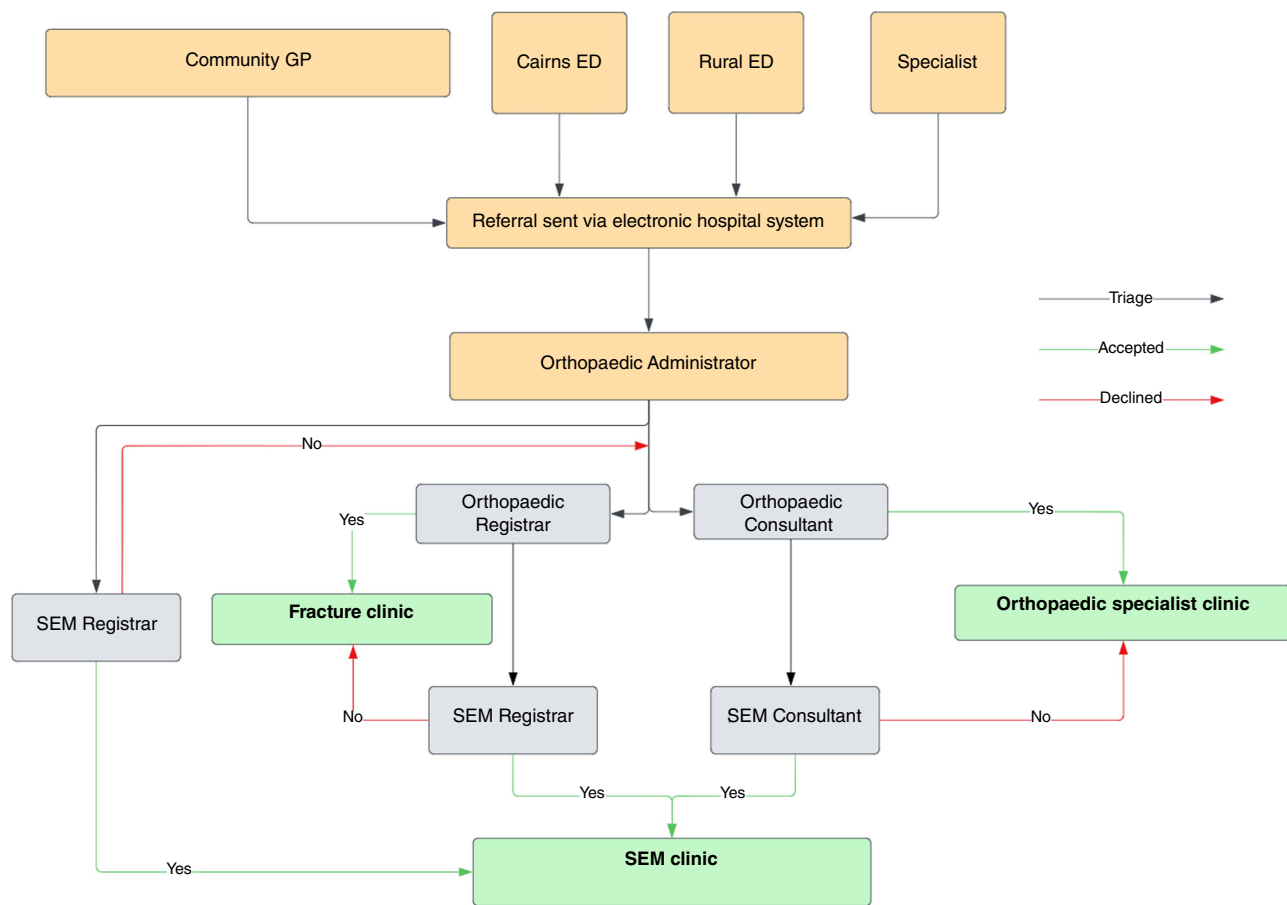 Community GP
Cairns ED
Rural ED
Specialist
Referral sent via electronic hospital system
Triage
Accepted
Declined
Orthopaedic Administrator
No
Orthopaedic
Registrar
Orthopaedic
Consultant
Yes
Yes
SEM Registrar
Fracture clinic
Orthopaedic specialist clinic
No
SEM Registrar
SEM Consultant
No
Yes
Yes
SEM clinic
Yes